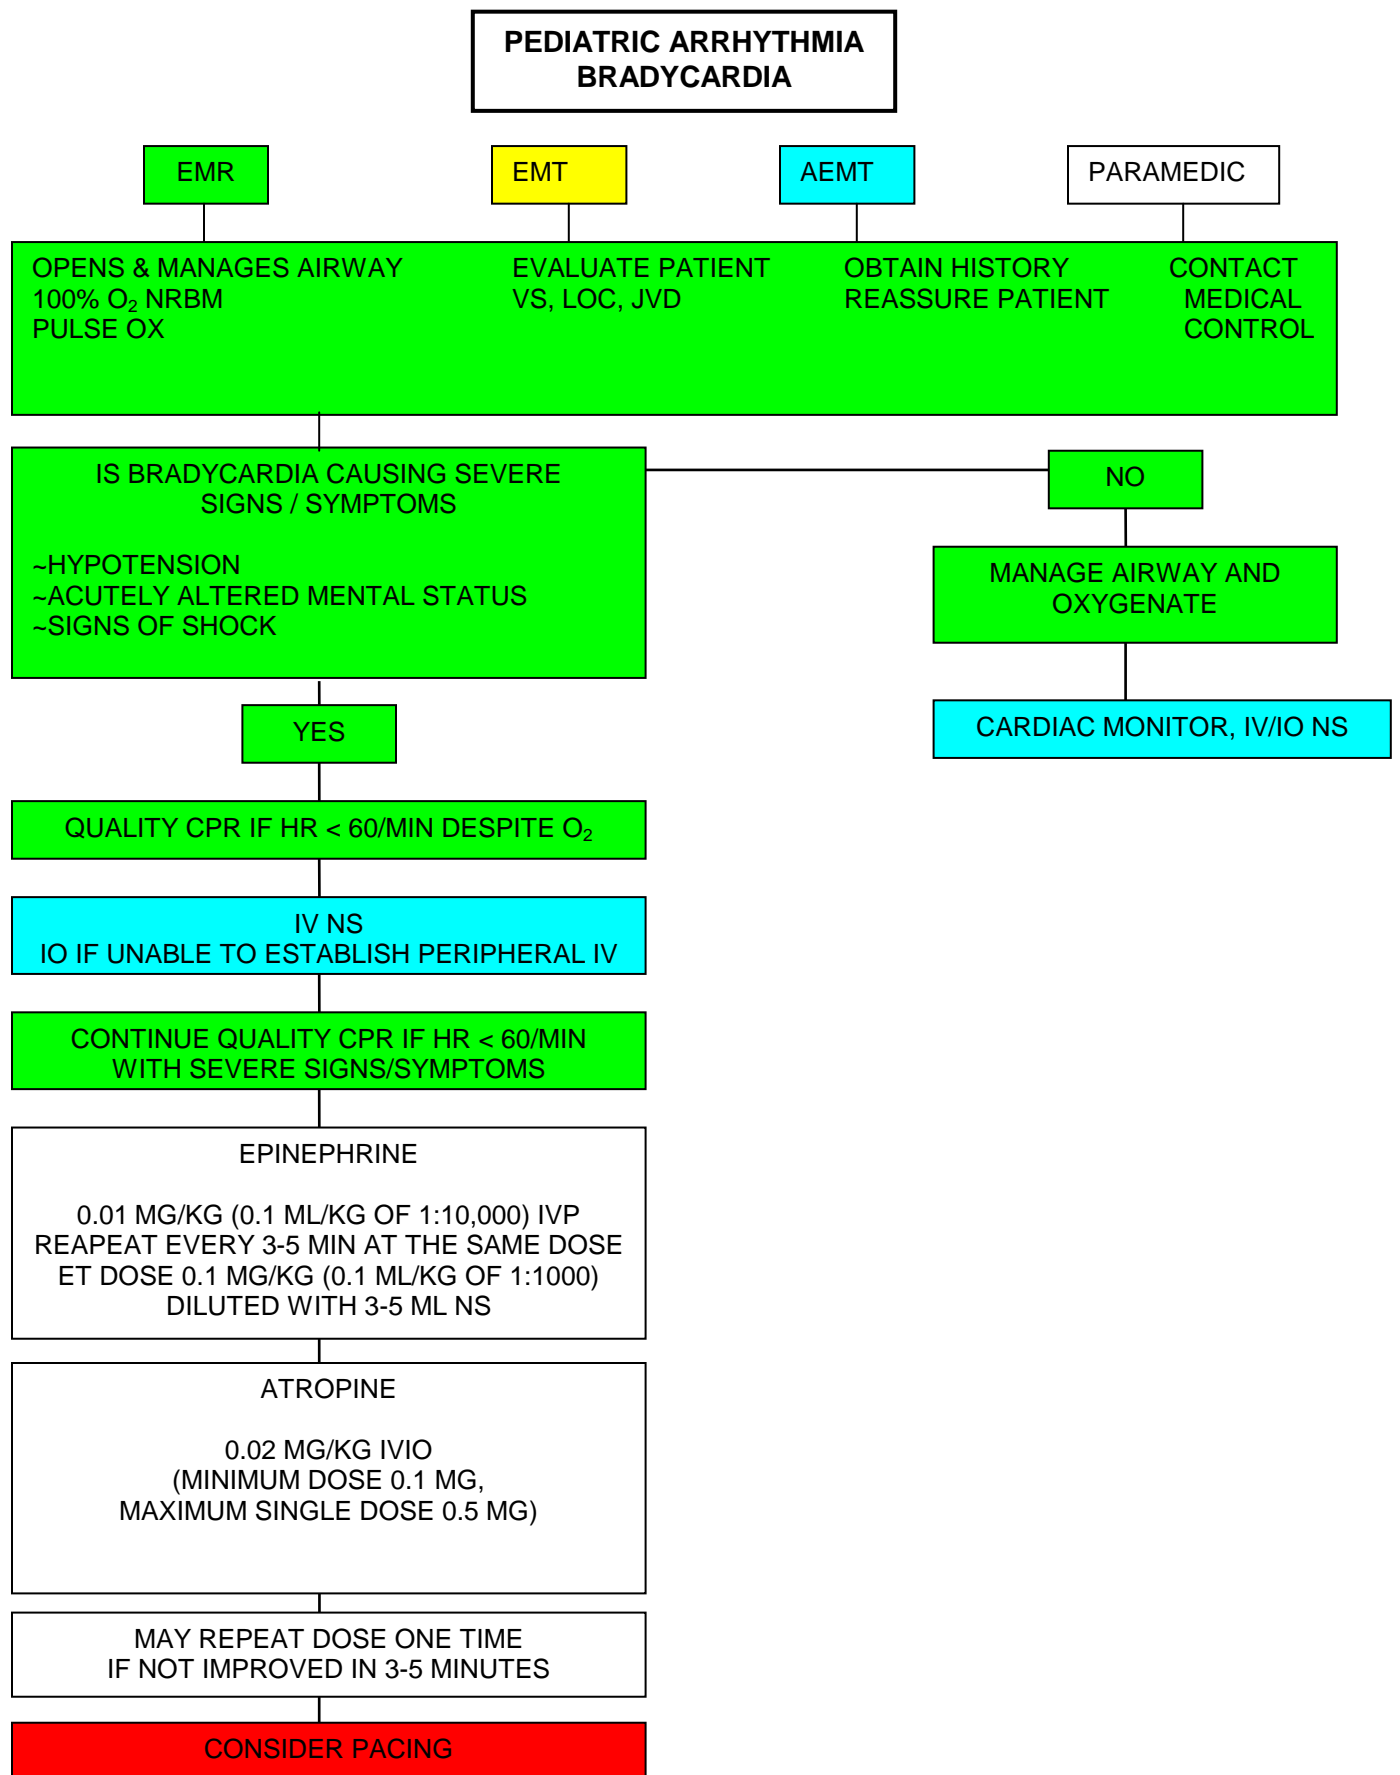 PEDIATRIC ARRHYTHMIA
BRADYCARDIA
EMR
EMT
AEMT
PARAMEDIC
OPENS & MANAGES AIRWAY
100% O₂ NRBM
PULSE OX
EVALUATE PATIENT
VS, LOC, JVD
OBTAIN HISTORY
REASSURE PATIENT
CONTACT
MEDICAL
CONTROL
IS BRADYCARDIA CAUSING SEVERE
SIGNS / SYMPTOMS
~HYPOTENSION
~ACUTELY ALTERED MENTAL STATUS
~SIGNS OF SHOCK
NO
MANAGE AIRWAY AND
OXYGENATE
CARDIAC MONITOR, IV/IO NS
YES
QUALITY CPR IF HR < 60/MIN DESPITE O₂
IV NS
IO IF UNABLE TO ESTABLISH PERIPHERAL IV
CONTINUE QUALITY CPR IF HR < 60/MIN
WITH SEVERE SIGNS/SYMPTOMS
EPINEPHRINE
0.01 MG/KG (0.1 ML/KG OF 1:10,000) IVP
REAPEAT EVERY 3-5 MIN AT THE SAME DOSE
ET DOSE 0.1 MG/KG (0.1 ML/KG OF 1:1000)
DILUTED WITH 3-5 ML NS
ATROPINE
0.02 MG/KG IVIO
(MINIMUM DOSE 0.1 MG,
MAXIMUM SINGLE DOSE 0.5 MG)
MAY REPEAT DOSE ONE TIME
IF NOT IMPROVED IN 3-5 MINUTES
CONSIDER PACING